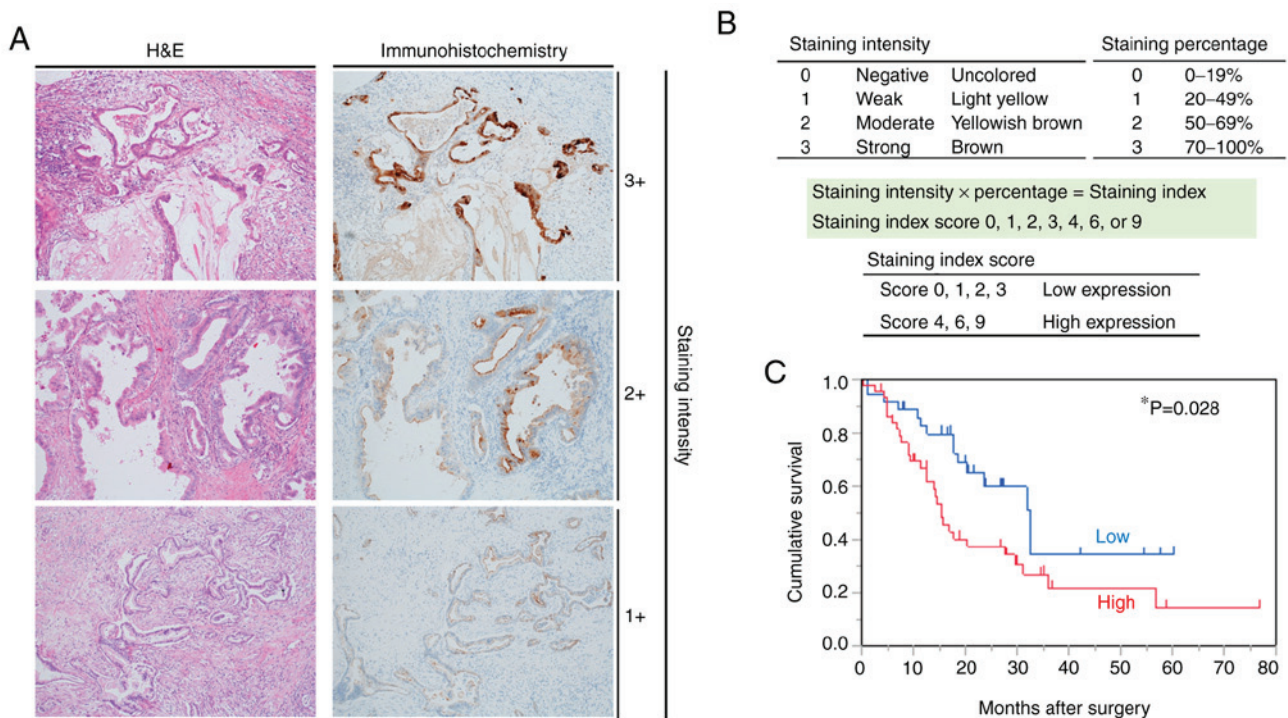 A
H&E
Immunohistochemistry
3+
2+
1+
Staining intensity
B
Staining intensity
Staining percentage
0 Negative Uncolored 0 0–19%
1 Weak Light yellow 1 20–49%
2 Moderate Yellowish brown 2 50–69%
3 Strong Brown 3 70–100%
Staining intensity × percentage = Staining index
Staining index score 0, 1, 2, 3, 4, 6, or 9
Staining index score
Score 0, 1, 2, 3 Low expression
Score 4, 6, 9 High expression
C
Cumulative survival
1.0
0.8
0.6
0.4
0.2
0.0
*P=0.028
Low
High
0 10 20 30 40 50 60 70 80
Months after surgery